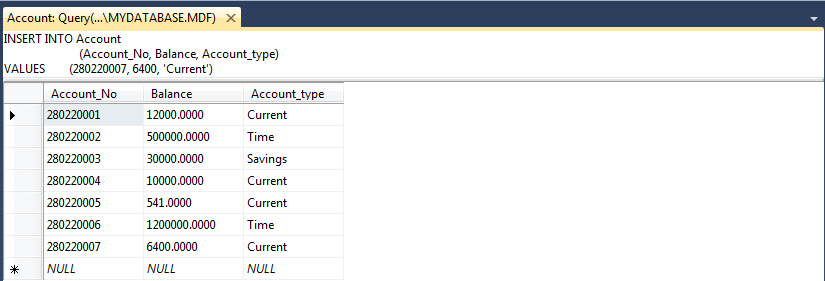 Account: Query(...\MYDATABASE.MDF)
INSERT INTO Account
(Account_No, Balance, Account_type)
VALUES (280220007, 6400, 'Current')
Account_No Balance Account_type
280220001 12000.0000 Current
280220002 500000.0000 Time
280220003 30000.0000 Savings
280220004 10000.0000 Current
280220005 541.0000 Current
280220006 1200000.0000 Time
280220007 6400.0000 Current
NULL NULL NULL